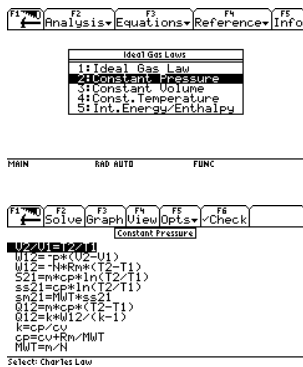 F1 F2 F3 F4 F5
Analysis Equations Reference Info
Ideal Gas Laws
1:Ideal Gas Law
2:Constant Pressure
3:Constant Volume
4:Const.Temperature
5:Int.Energy/Enthalpy
MAIN RAD AUTO FUNC
F1 F2 F3 F4 F5 F6
Solve Graph View Opts ✓Check
Constant Pressure
V2/V1=T2/T1
W12=-p*(V2-V1)
W12=-N*Rm*(T2-T1)
S21=m*cp*ln(T2/T1)
ss21=cp*ln(T2/T1)
sm21=MWT*ss21
Q12=m*cp*(T2-T1)
Q12=k*W12/(k-1)
k=cp/cv
cp=cv+Rm/MWT
MWT=m/N
Select: Charles Law